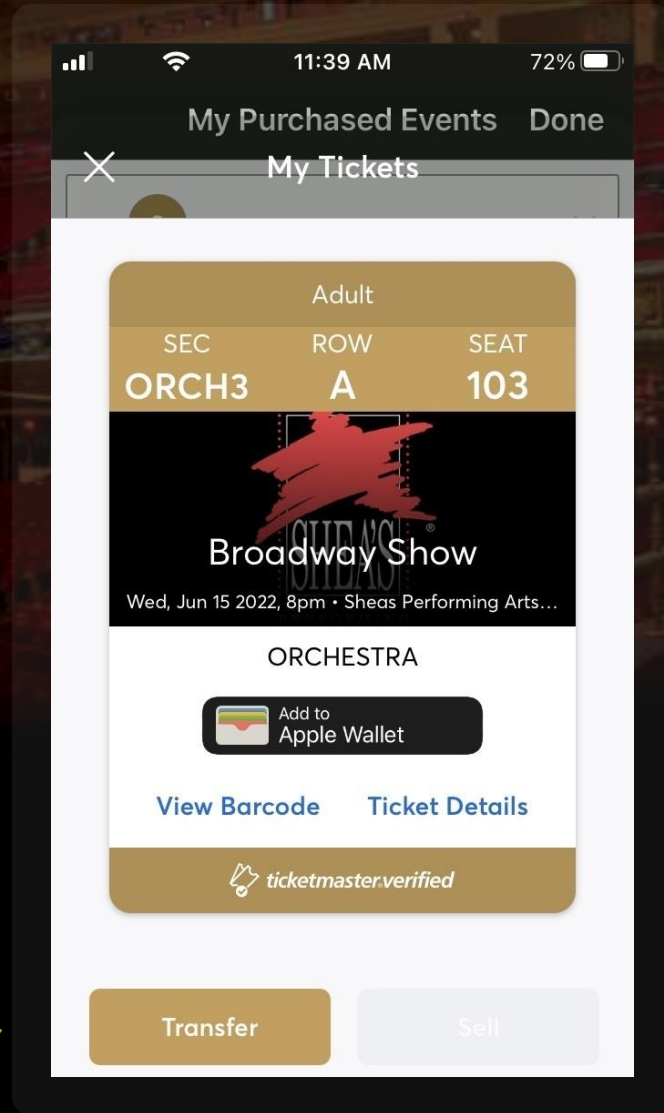 11:39 AM 72%
My Purchased Events Done
My Tickets
Adult
SEC ROW SEAT
ORCH3 A 103
SHEA'S ®
Broadway Show
Wed, Jun 15 2022, 8pm • Sheas Performing Arts...
ORCHESTRA
Add to
Apple Wallet
View Barcode Ticket Details
ticketmaster.verified
Transfer Sell